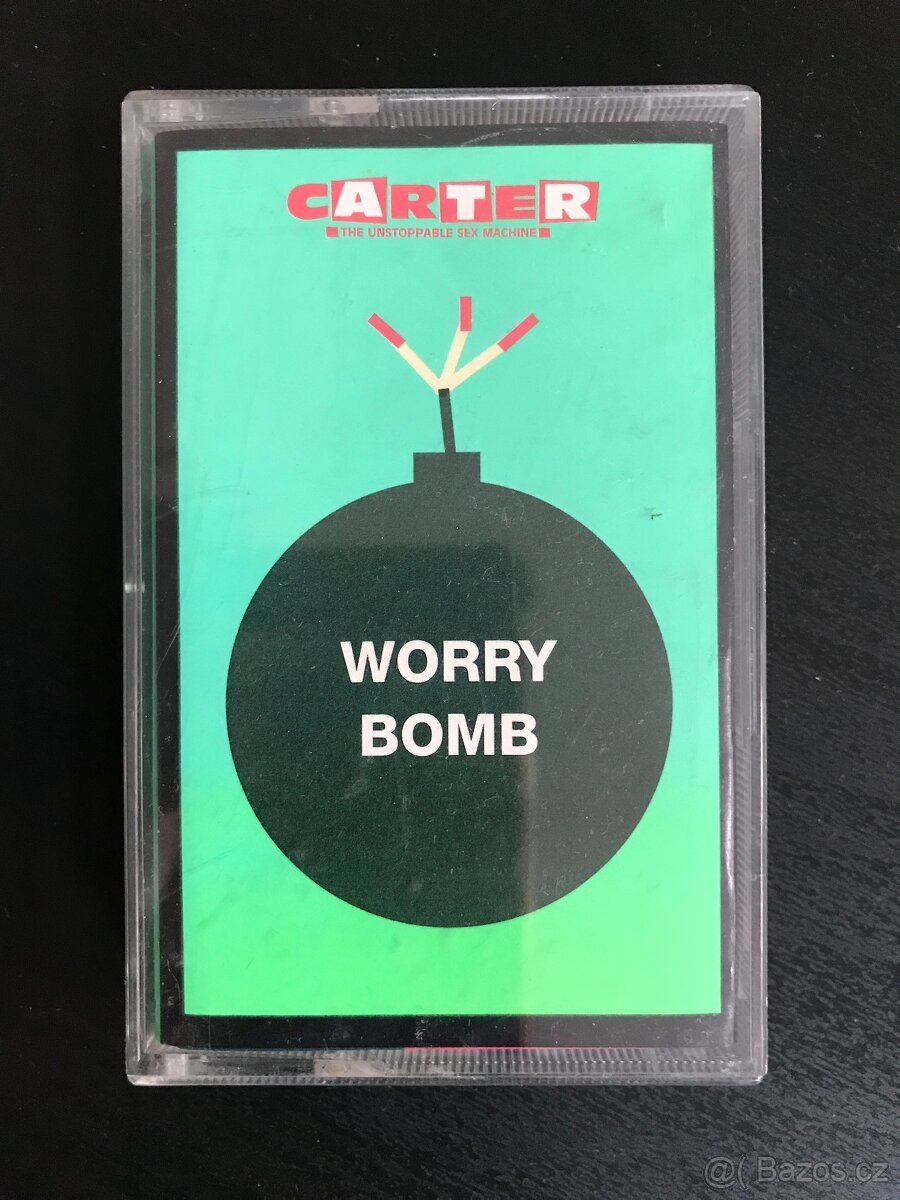 CARTER
THE UNSTOPPABLE SEX MACHINE
WORRY
BOMB
@( Bazos.cz